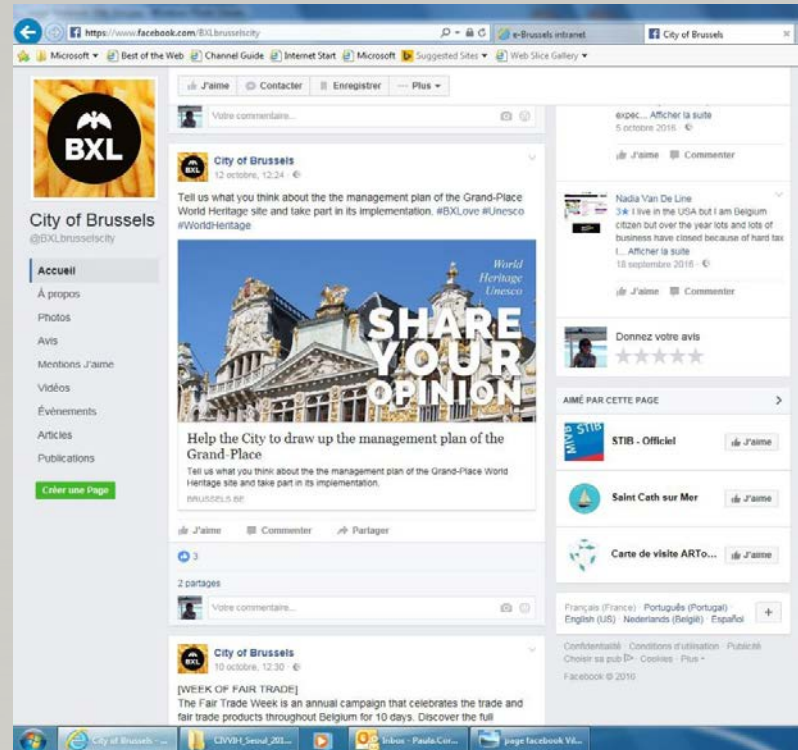 https://www.facebook.com/BXLbrusselscity
e-Brussels intranet
City of Brussels
Microsoft
Best of the Web
Channel Guide
Internet Start
Microsoft
Suggested Sites
Web Slice Gallery
BXL
City of Brussels
@BXLbrusselscity
Accueil
À propos
Photos
Avis
Mentions J'aime
Vidéos
Évènements
Articles
Publications
Créer une Page
J'aime
Contacter
Enregistrer
Plus
Votre commentaire...
BXL
City of Brussels
12 octobre, 12:24
Tell us what you think about the the management plan of the Grand-Place
World Heritage site and take part in its implementation. #BXLove #Unesco
#WorldHeritage
World
Heritage
Unesco
SHARE
YOUR
OPINION
Help the City to draw up the management plan of the
Grand-Place
Tell us what you think about the the management plan of the Grand-Place World
Heritage site and take part in its implementation.
BRUSSELS.BE
J'aime
Commenter
Partager
3
2 partages
Votre commentaire...
BXL
City of Brussels
10 octobre, 12:30
[WEEK OF FAIR TRADE]
The Fair Trade Week is an annual campaign that celebrates the trade and
fair trade products throughout Belgium for 10 days. Discover the full
expec... Afficher la suite
5 octobre 2016
J'aime
Commenter
Nadia Van De Line
3★ I live in the USA but I am Belgium
citizen but over the year lots and lots of
business have closed because of hard tax
I... Afficher la suite
18 septembre 2016
J'aime
Commenter
Donnez votre avis
AIMÉ PAR CETTE PAGE
STIB
MIVB
STIB - Officiel
J'aime
Saint Cath sur Mer
J'aime
Carte de visite ARTo...
J'aime
Français (France) · Português (Portugal) ·
English (US) · Nederlands (België) · Español
Confidentialité · Conditions d'utilisation · Publicité
Choisir sa pub · Cookies · Plus
Facebook © 2016
City of Brussels - ...
CIVVIH_Seoul_201...
Inbox - Paula.Cor...
page facebook Vil...